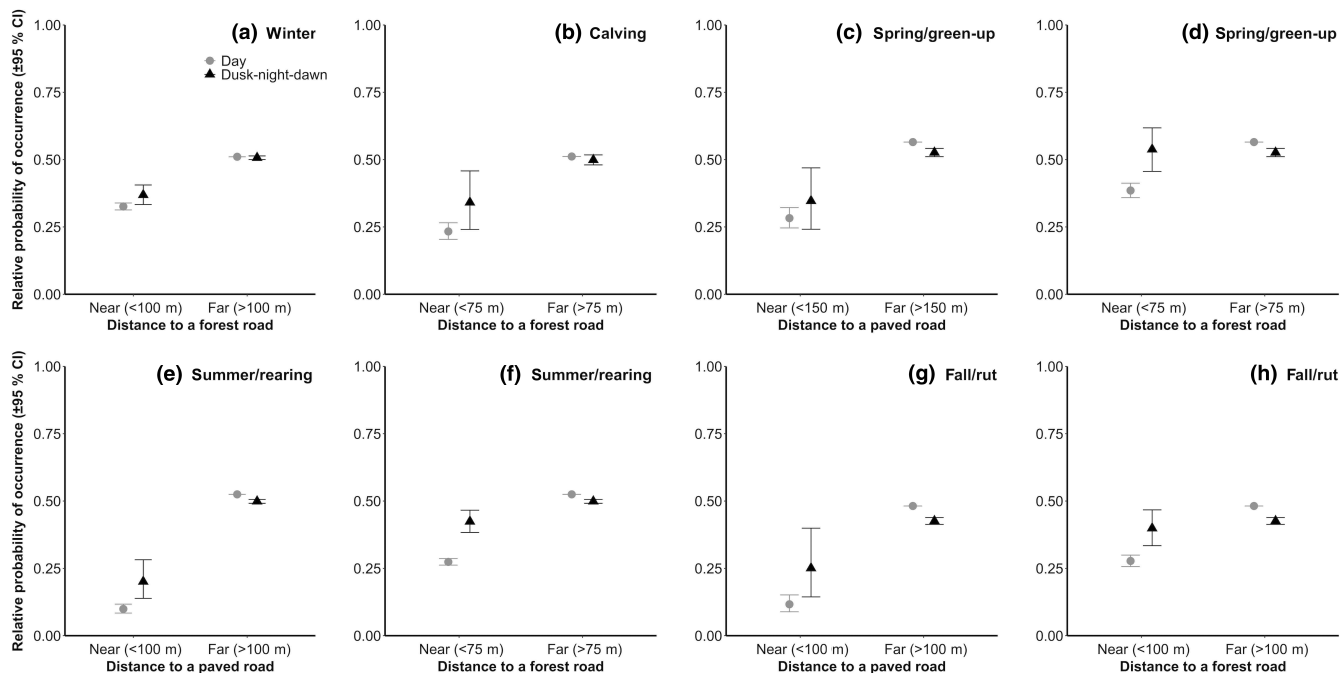 Relative probability of occurrence (±95 % CI)
1.00
0.75
0.50
0.25
0.00
(a) Winter
Day
Dusk-night-dawn
Near (<100 m) Far (>100 m)
Distance to a forest road
1.00
0.75
0.50
0.25
0.00
(b) Calving
Near (<75 m) Far (>75 m)
Distance to a forest road
1.00
0.75
0.50
0.25
0.00
(c) Spring/green-up
Near (<150 m) Far (>150 m)
Distance to a paved road
1.00
0.75
0.50
0.25
0.00
(d) Spring/green-up
Near (<75 m) Far (>75 m)
Distance to a forest road
Relative probability of occurrence (±95 % CI)
1.00
0.75
0.50
0.25
0.00
(e) Summer/rearing
Near (<100 m) Far (>100 m)
Distance to a paved road
1.00
0.75
0.50
0.25
0.00
(f) Summer/rearing
Near (<75 m) Far (>75 m)
Distance to a forest road
1.00
0.75
0.50
0.25
0.00
(g) Fall/rut
Near (<100 m) Far (>100 m)
Distance to a paved road
1.00
0.75
0.50
0.25
0.00
(h) Fall/rut
Near (<100 m) Far (>100 m)
Distance to a forest road